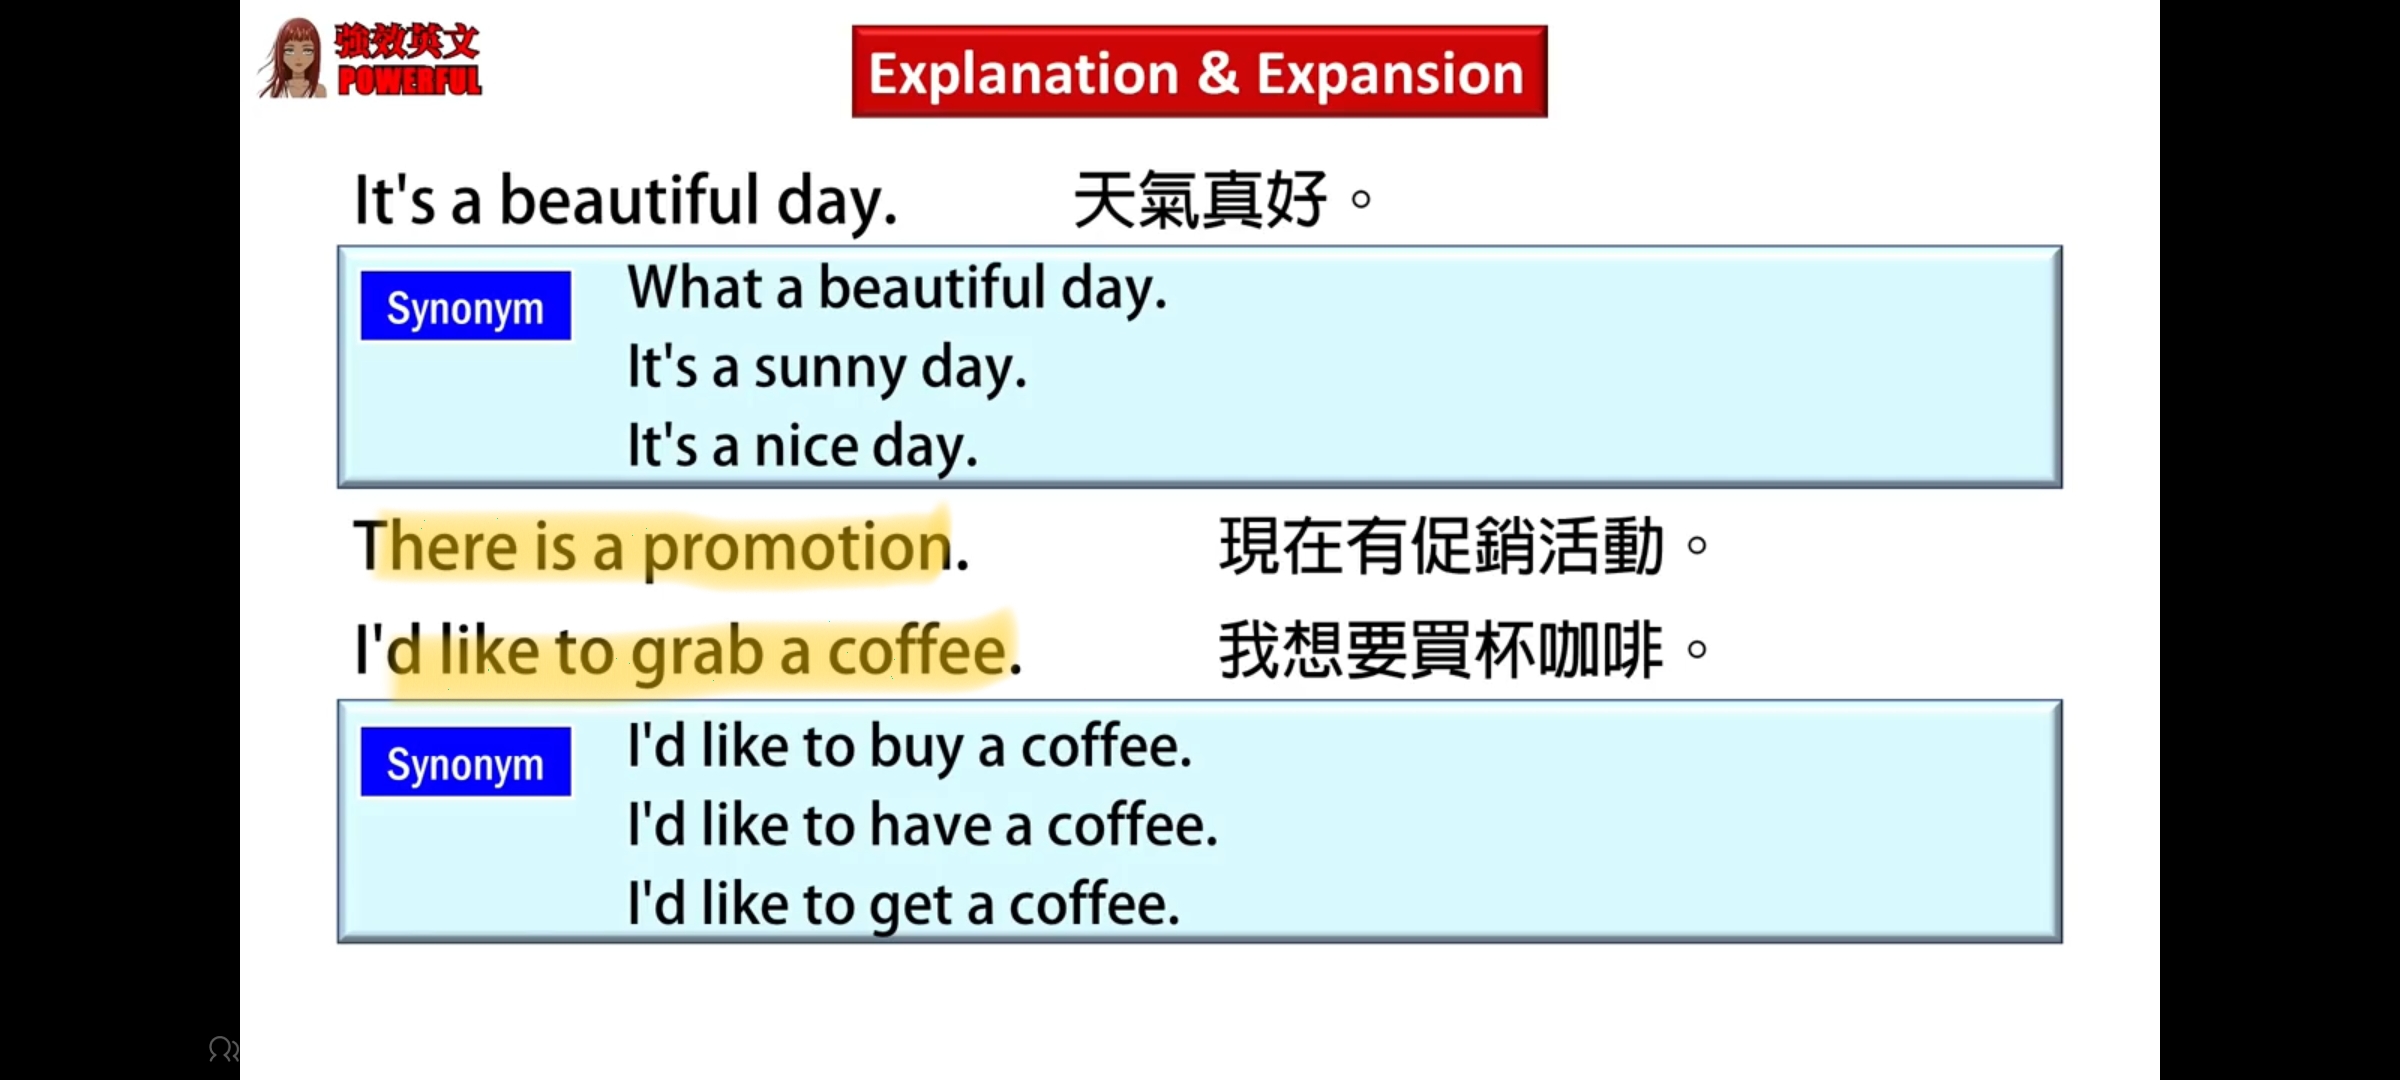 強效英文
POWERFUL
Explanation & Expansion
It's a beautiful day. 天氣真好。
Synonym What a beautiful day.
It's a sunny day.
It's a nice day.
There is a promotion. 現在有促銷活動。
I'd like to grab a coffee. 我想要買杯咖啡。
Synonym I'd like to buy a coffee.
I'd like to have a coffee.
I'd like to get a coffee.